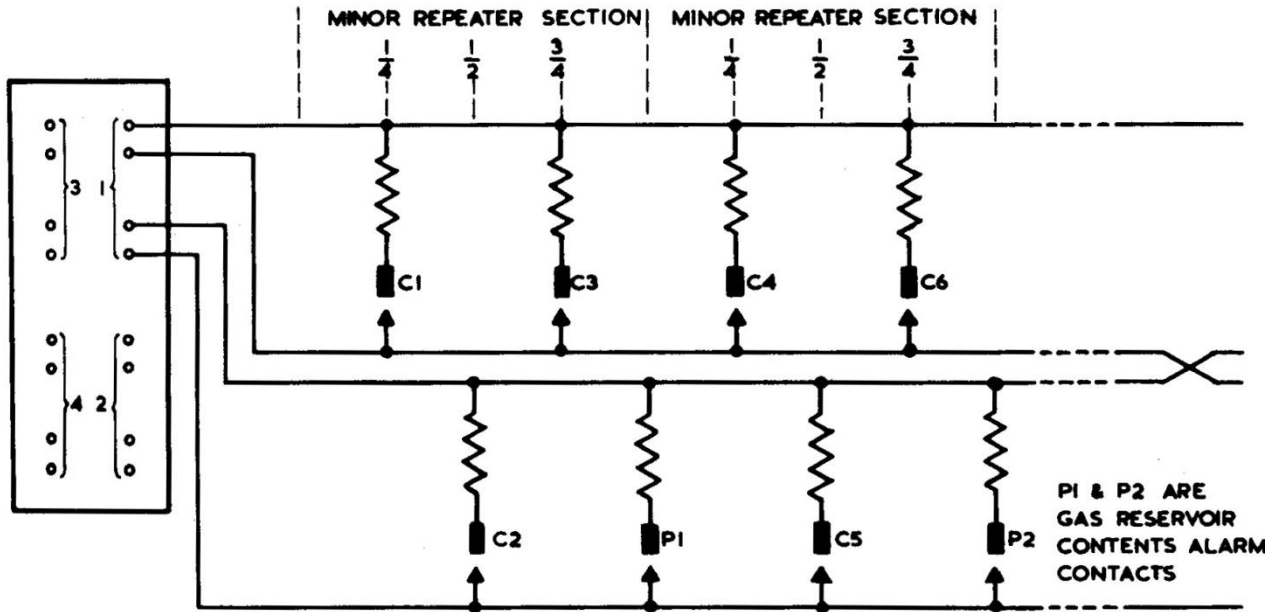 MINOR REPEATER SECTION MINOR REPEATER SECTION
1/4 1/2 3/4 1/4 1/2 3/4
3 1
C1 C3 C4 C6
4 2
C2 P1 C5 P2
P1 & P2 ARE
GAS RESERVOIR
CONTENTS ALARM
CONTACTS